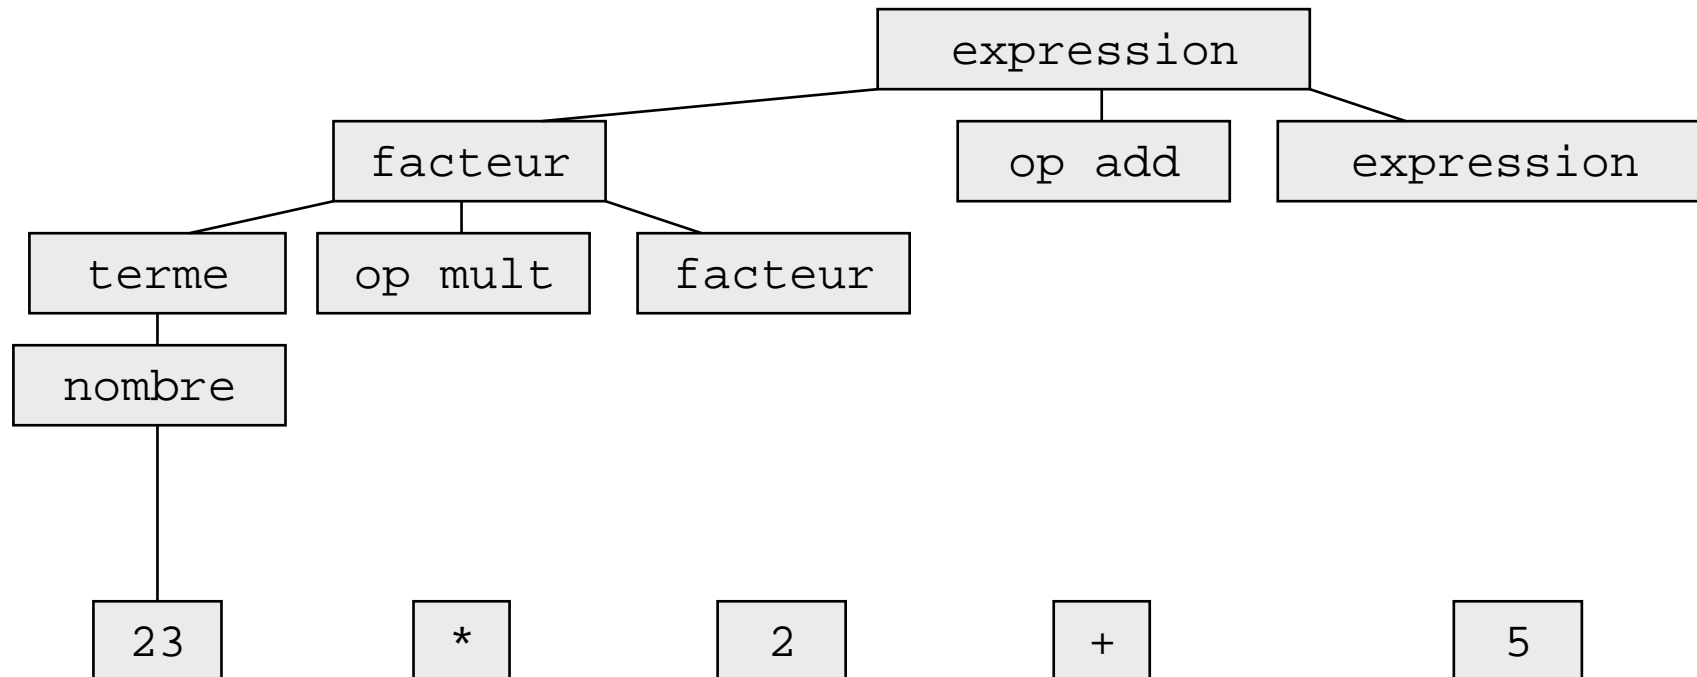 expression
facteur op add expression
terme op mult facteur
nombre
23 * 2 + 5